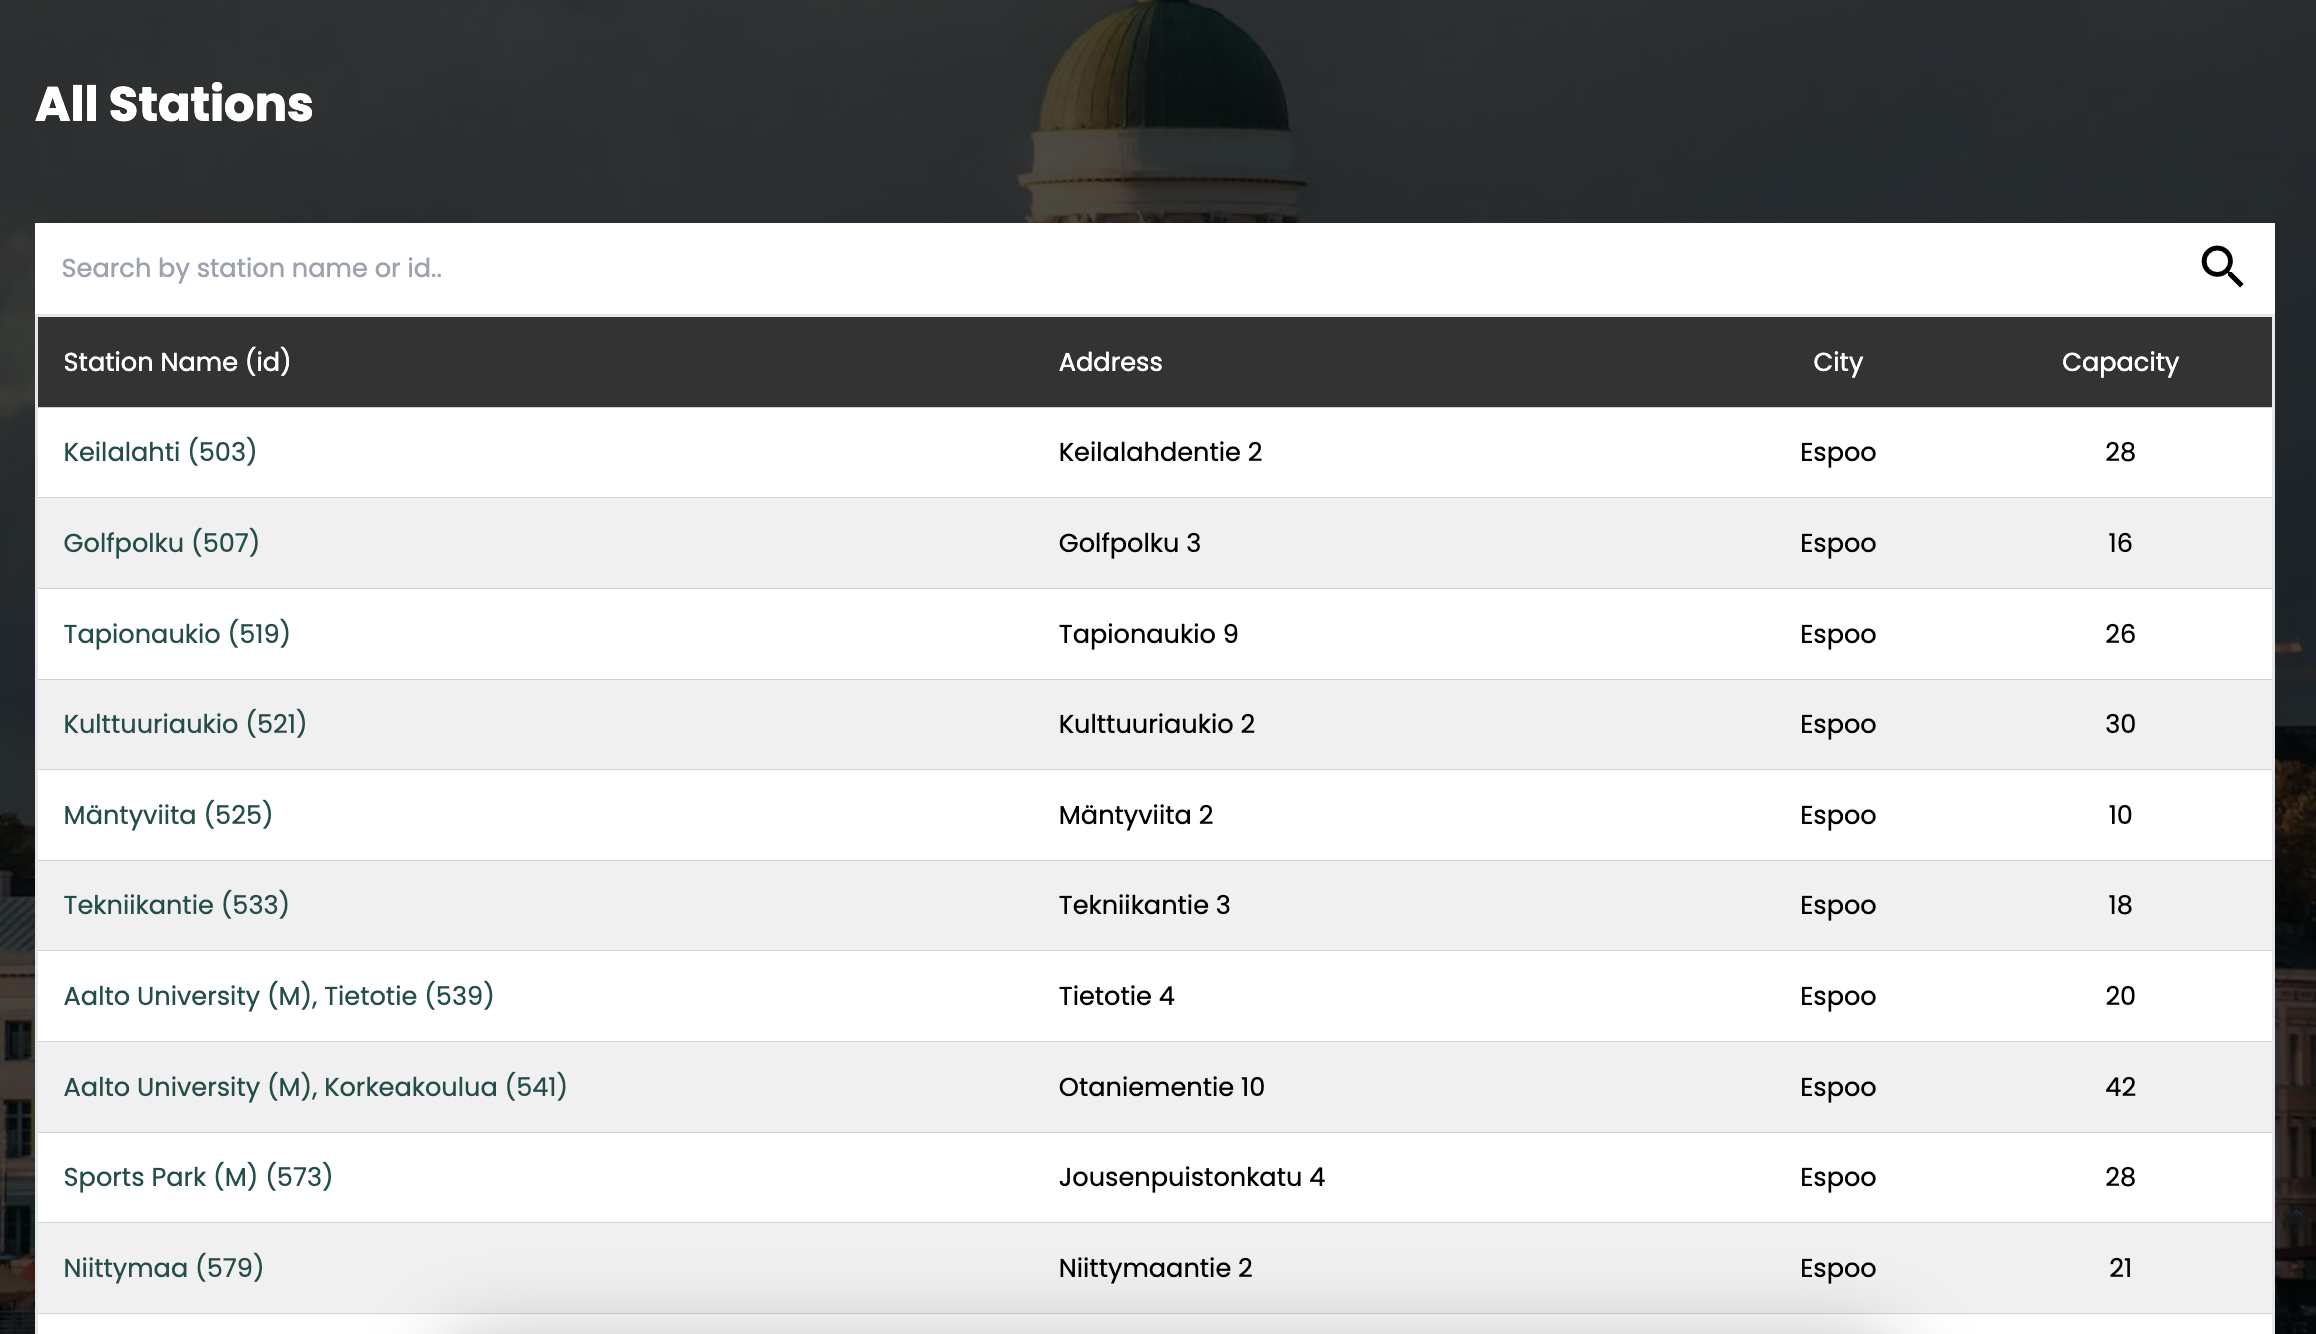 All Stations
Search by station name or id..
Station Name (id) Address City Capacity
Keilalahti (503) Keilalahdentie 2 Espoo 28
Golfpolku (507) Golfpolku 3 Espoo 16
Tapionaukio (519) Tapionaukio 9 Espoo 26
Kulttuuriaukio (521) Kulttuuriaukio 2 Espoo 30
Mäntyviita (525) Mäntyviita 2 Espoo 10
Tekniikantie (533) Tekniikantie 3 Espoo 18
Aalto University (M), Tietotie (539) Tietotie 4 Espoo 20
Aalto University (M), Korkeakoulua (541) Otaniementie 10 Espoo 42
Sports Park (M) (573) Jousenpuistonkatu 4 Espoo 28
Niittymaa (579) Niittymaantie 2 Espoo 21